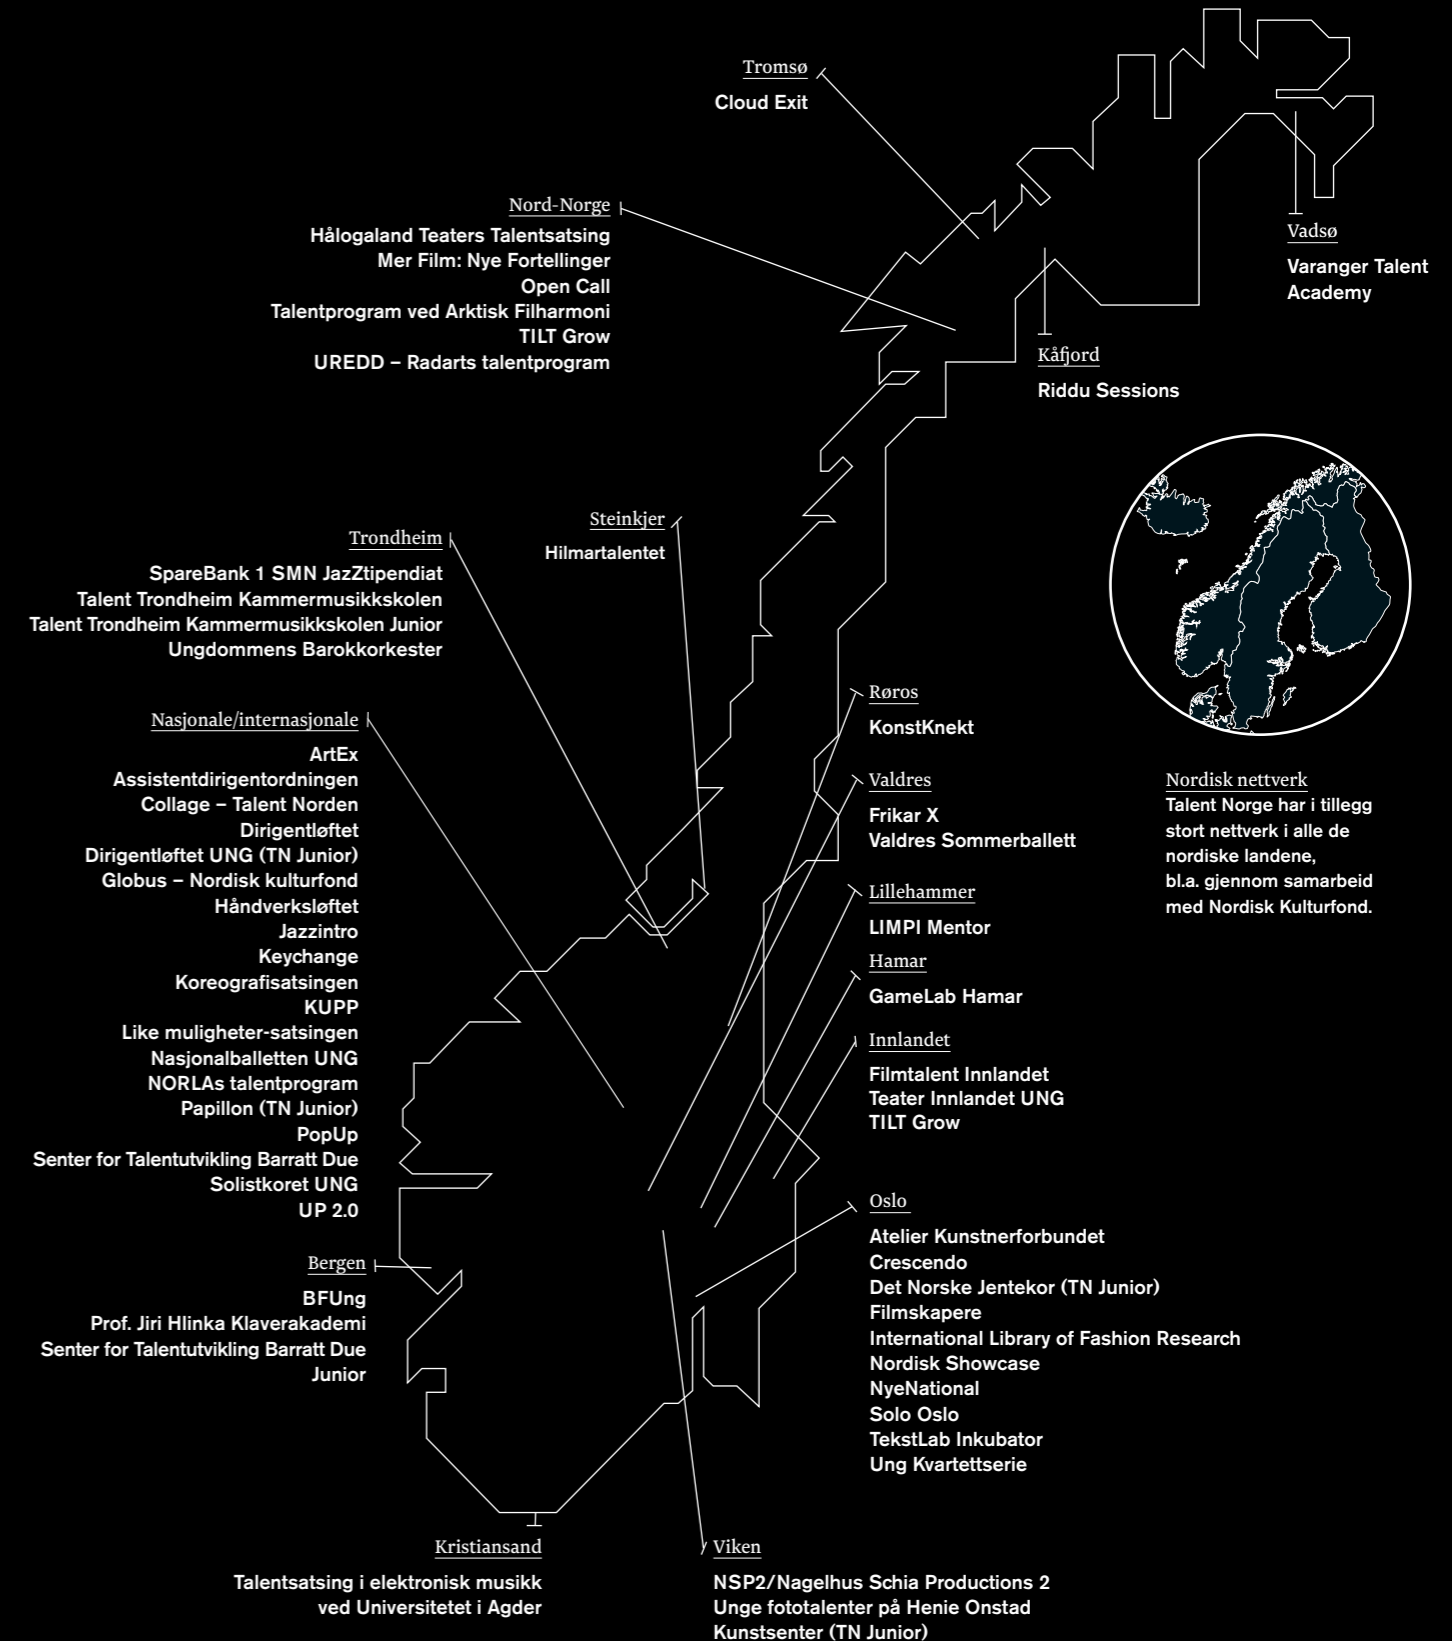 Tromsø
Cloud Exit
Nord-Norge
Hålogaland Teaters Talentsatsing
Mer Film: Nye Fortellinger
Open Call
Talentprogram ved Arktisk Filharmoni
TILT Grow
UREDD – Radarts talentprogram
Vadsø
Varanger Talent
Academy
Kåfjord
Riddu Sessions
Steinkjer
Hilmartalentet
Trondheim
SpareBank 1 SMN JazZtipendiat
Talent Trondheim Kammermusikkskolen
Talent Trondheim Kammermusikkskolen Junior
Ungdommens Barokkorkester
Nasjonale/internasjonale
ArtEx
Assistentdirigentordningen
Collage – Talent Norden
Dirigentløftet
Dirigentløftet UNG (TN Junior)
Globus – Nordisk kulturfond
Håndverksløftet
Jazzintro
Keychange
Koreografisatsingen
KUPP
Like muligheter-satsingen
Nasjonalballetten UNG
NORLAs talentprogram
Papillon (TN Junior)
PopUp
Senter for Talentutvikling Barratt Due
Solistkoret UNG
UP 2.0
Bergen
BFUng
Prof. Jiri Hlinka Klaverakademi
Senter for Talentutvikling Barratt Due
Junior
Røros
KonstKnekt
Valdres
Frikar X
Valdres Sommerballett
Lillehammer
LIMPI Mentor
Hamar
GameLab Hamar
Innlandet
Filmtalent Innlandet
Teater Innlandet UNG
TILT Grow
Nordisk nettverk
Talent Norge har i tillegg
stort nettverk i alle de
nordiske landene,
bl.a. gjennom samarbeid
med Nordisk Kulturfond.
Oslo
Atelier Kunstnerforbundet
Crescendo
Det Norske Jentekor (TN Junior)
Filmskapere
International Library of Fashion Research
Nordisk Showcase
NyeNational
Solo Oslo
TekstLab Inkubator
Ung Kvartettserie
Kristiansand
Talentsatsing i elektronisk musikk
ved Universitetet i Agder
Viken
NSP2/Nagelhus Schia Productions 2
Unge fototalenter på Henie Onstad
Kunstsenter (TN Junior)